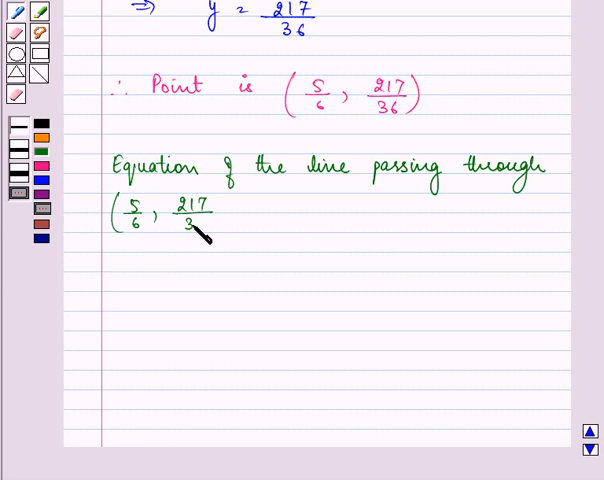 ⇒ y = 217/36
∴ Point is (5/6, 217/36)
Equation of the line passing through
(5/6, 217/3